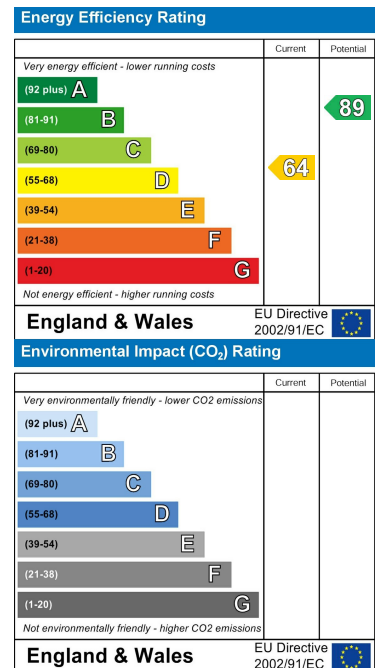 Energy Efficiency Rating
Current Potential
Very energy efficient - lower running costs
(92 plus) A
(81-91) B
(69-80) C
(55-68) D
(39-54) E
(21-38) F
(1-20) G
64
89
Not energy efficient - higher running costs
England & Wales
EU Directive
2002/91/EC
Environmental Impact (CO₂) Rating
Current Potential
Very environmentally friendly - lower CO2 emissions
(92 plus) A
(81-91) B
(69-80) C
(55-68) D
(39-54) E
(21-38) F
(1-20) G
Not environmentally friendly - higher CO2 emissions
England & Wales
EU Directive
2002/91/EC